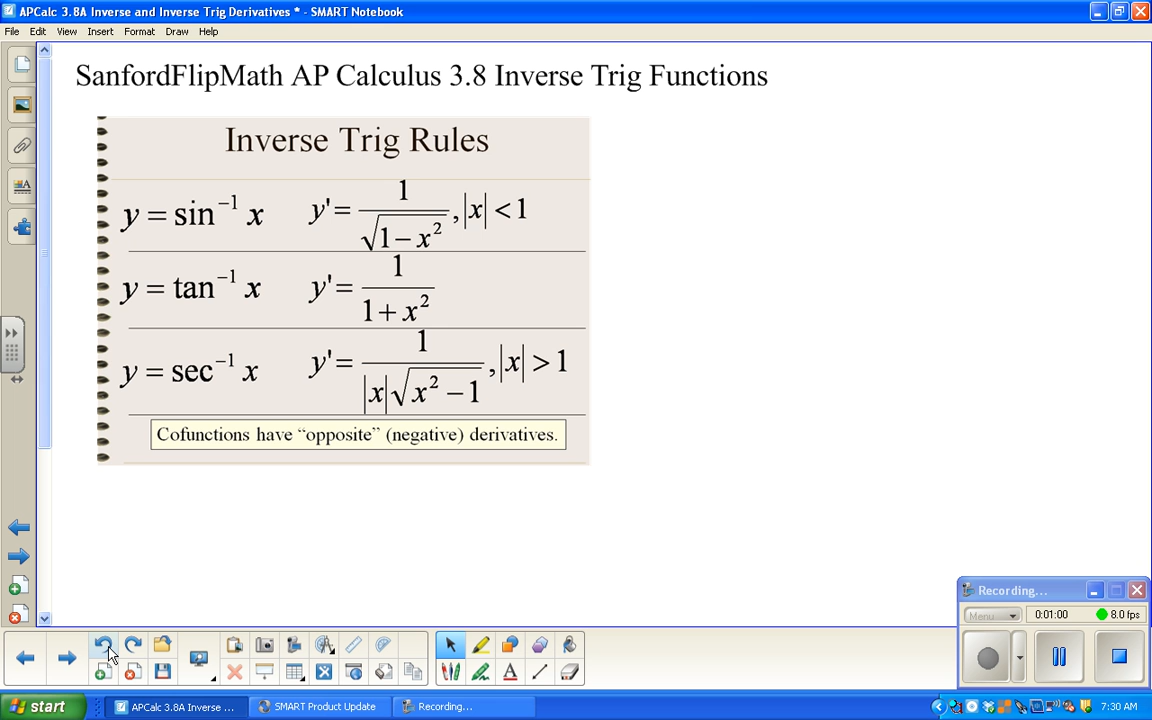 APCalc 3.8A Inverse and Inverse Trig Derivatives * - SMART Notebook
File Edit View Insert Format Draw Help
SanfordFlipMath AP Calculus 3.8 Inverse Trig Functions
Inverse Trig Rules
y = sin⁻¹ x y' = 1/√(1 − x²), |x| < 1
y = tan⁻¹ x y' = 1/(1 + x²)
y = sec⁻¹ x y' = 1/(|x|√(x² − 1)), |x| > 1
Cofunctions have “opposite” (negative) derivatives.
Recording...
Menu 0:01:00 8.0 fps
start APCalc 3.8A Inverse ... SMART Product Update Recording... 7:30 AM